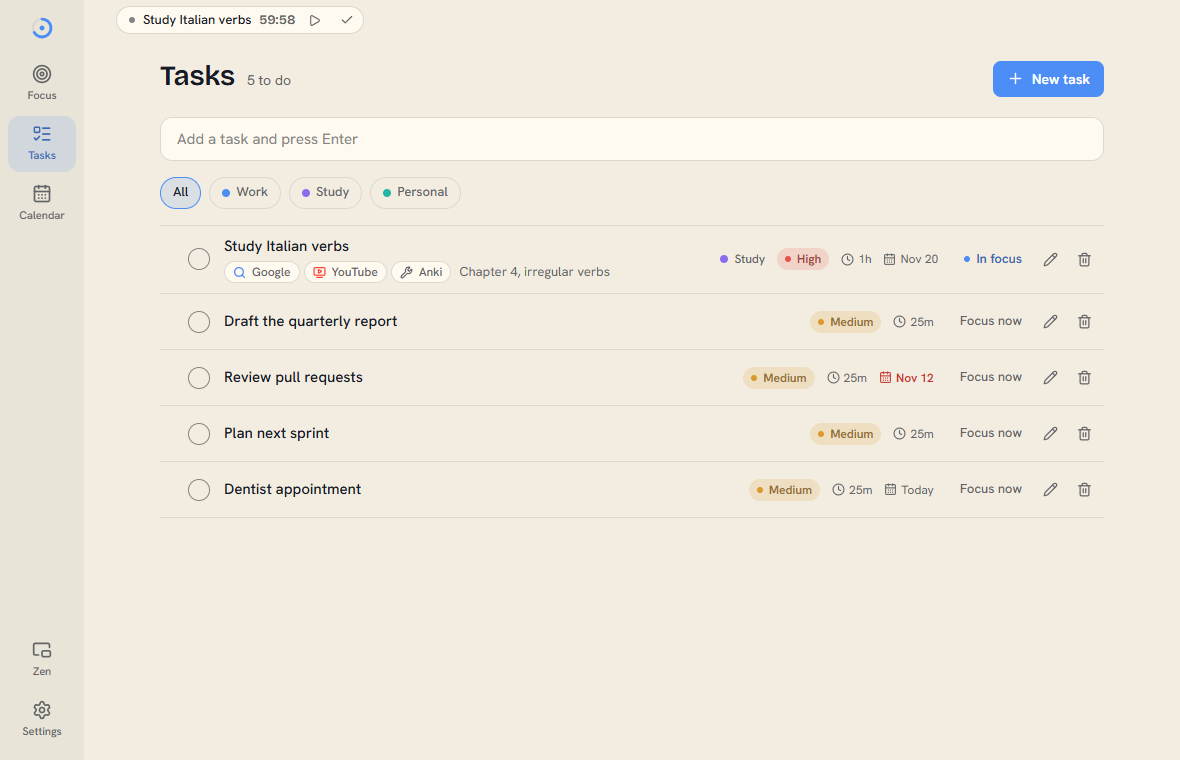 Study Italian verbs 59:58
Focus
Tasks
Calendar
Zen
Settings
Tasks 5 to do
New task
Add a task and press Enter
All Work Study Personal
Study Italian verbs
Google YouTube Anki Chapter 4, irregular verbs
Study High 1h Nov 20 In focus
Draft the quarterly report Medium 25m Focus now
Review pull requests Medium 25m Nov 12 Focus now
Plan next sprint Medium 25m Focus now
Dentist appointment Medium 25m Today Focus now